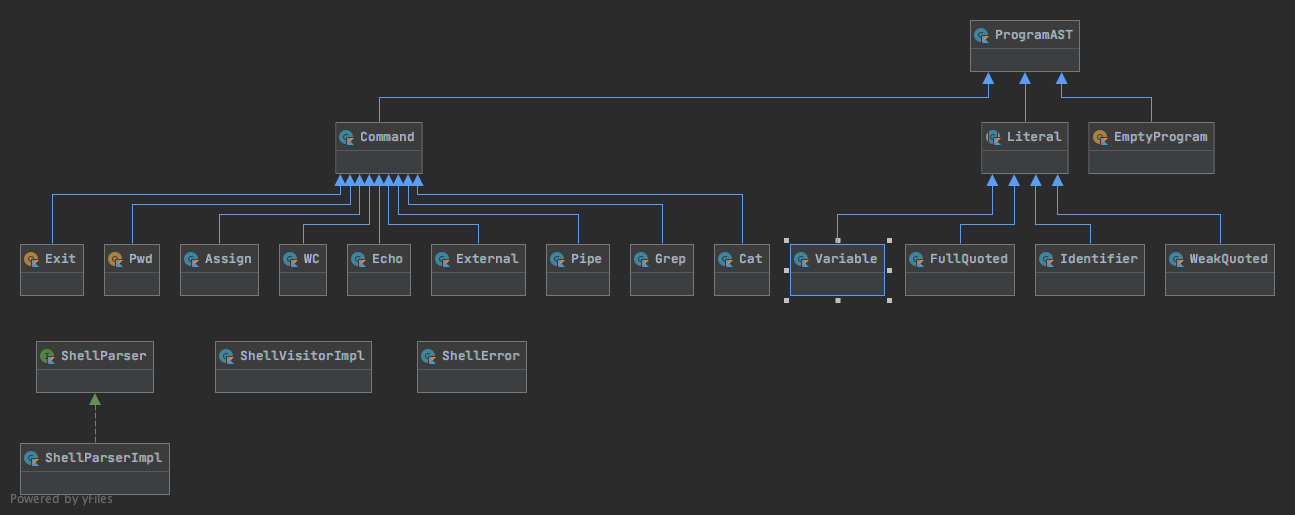 ProgramAST
Command
Literal
EmptyProgram
Exit
Pwd
Assign
WC
Echo
External
Pipe
Grep
Cat
Variable
FullQuoted
Identifier
WeakQuoted
ShellParser
ShellVisitorImpl
ShellError
ShellParserImpl
Powered by yFiles